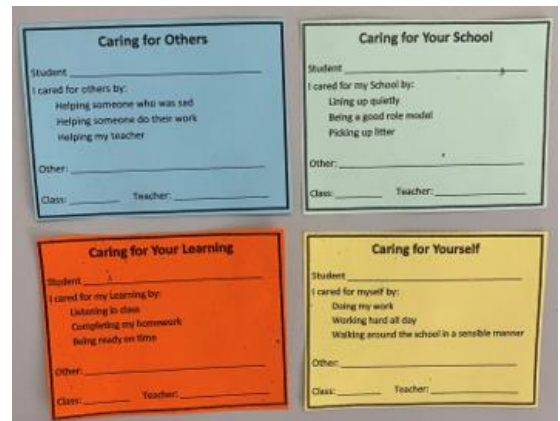 Caring for Others
Student
I cared for others by:
Helping someone who was sad
Helping someone do their work
Helping my teacher
Other:
Class: Teacher:
Caring for Your School
Student
I cared for my School by:
Lining up quietly
Being a good role model
Picking up litter
Other:
Class: Teacher:
Caring for Your Learning
Student
I cared for my Learning by:
Listening in class
Completing my homework
Being ready on time
Other:
Class: Teacher:
Caring for Yourself
Student
I cared for myself by:
Doing my work
Working hard all day
Walking around the school in a sensible manner
Other:
Class: Teacher: